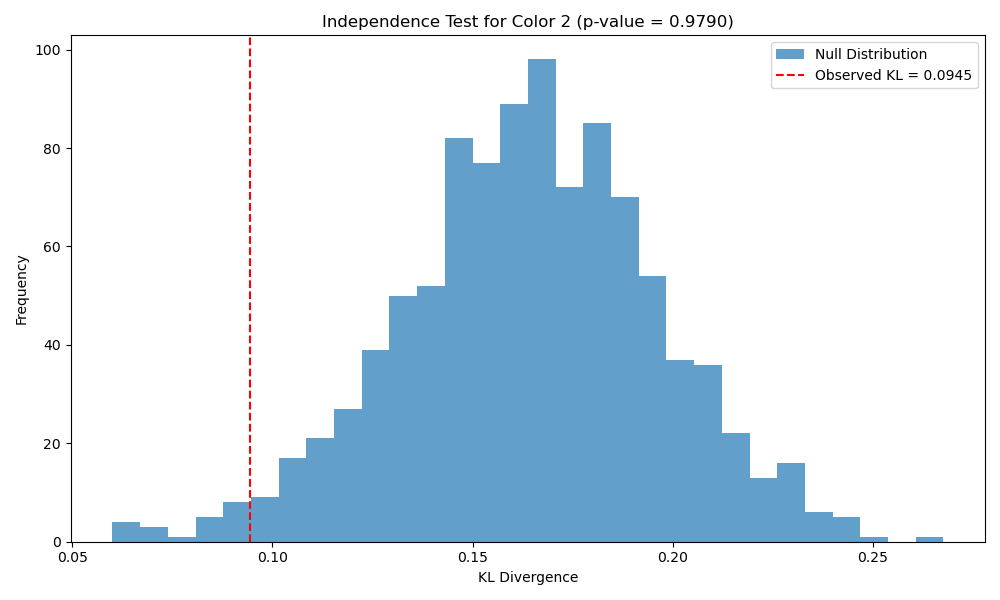 Independence Test for Color 2 (p-value = 0.9790)
Null Distribution
Observed KL = 0.0945
Frequency
100
80
60
40
20
0
0.05 0.10 0.15 0.20 0.25
KL Divergence